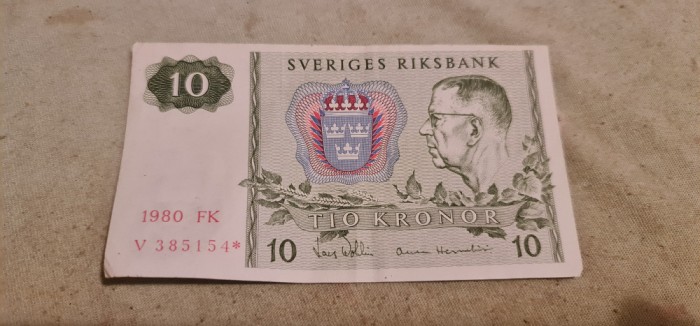 10
SVERIGES RIKSBANK
1980 FK
V 385154*
TIO KRONOR
10
10